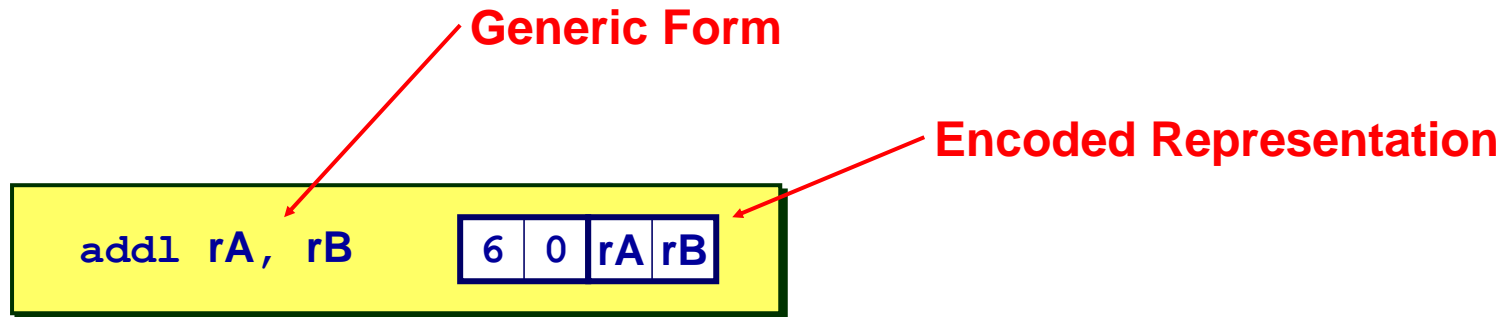 Generic Form
Encoded Representation
addl rA, rB 6 0 rA rB